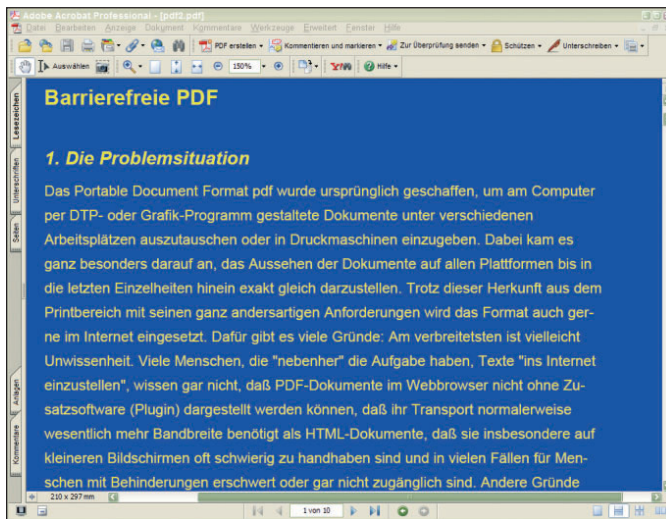 Adobe Acrobat Professional - [pdf2.pdf]
Datei Bearbeiten Anzeige Dokument Kommentare Werkzeuge Erweitert Fenster Hilfe
PDF erstellen Kommentieren und markieren Zur Überprüfung senden Schützen Unterschreiben
Auswählen 150% Y! Hilfe
Lesezeichen
Unterschriften
Seiten
Anlagen
Kommentare
Barrierefreie PDF
1. Die Problemsituation
Das Portable Document Format pdf wurde ursprünglich geschaffen, um am Computer
per DTP- oder Grafik-Programm gestaltete Dokumente unter verschiedenen
Arbeitsplätzen auszutauschen oder in Druckmaschinen einzugeben. Dabei kam es
ganz besonders darauf an, das Aussehen der Dokumente auf allen Plattformen bis in
die letzten Einzelheiten hinein exakt gleich darzustellen. Trotz dieser Herkunft aus dem
Printbereich mit seinen ganz andersartigen Anforderungen wird das Format auch ger-
ne im Internet eingesetzt. Dafür gibt es viele Gründe: Am verbreitetsten ist vielleicht
Unwissenheit. Viele Menschen, die "nebenher" die Aufgabe haben, Texte "ins Internet
einzustellen", wissen gar nicht, daß PDF-Dokumente im Webbrowser nicht ohne Zu-
satzsoftware (Plugin) dargestellt werden können, daß ihr Transport normalerweise
wesentlich mehr Bandbreite benötigt als HTML-Dokumente, daß sie insbesondere auf
kleineren Bildschirmen oft schwierig zu handhaben sind und in vielen Fällen für Men-
schen mit Behinderungen erschwert oder gar nicht zugänglich sind. Andere Gründe
210 x 297 mm
1 von 10